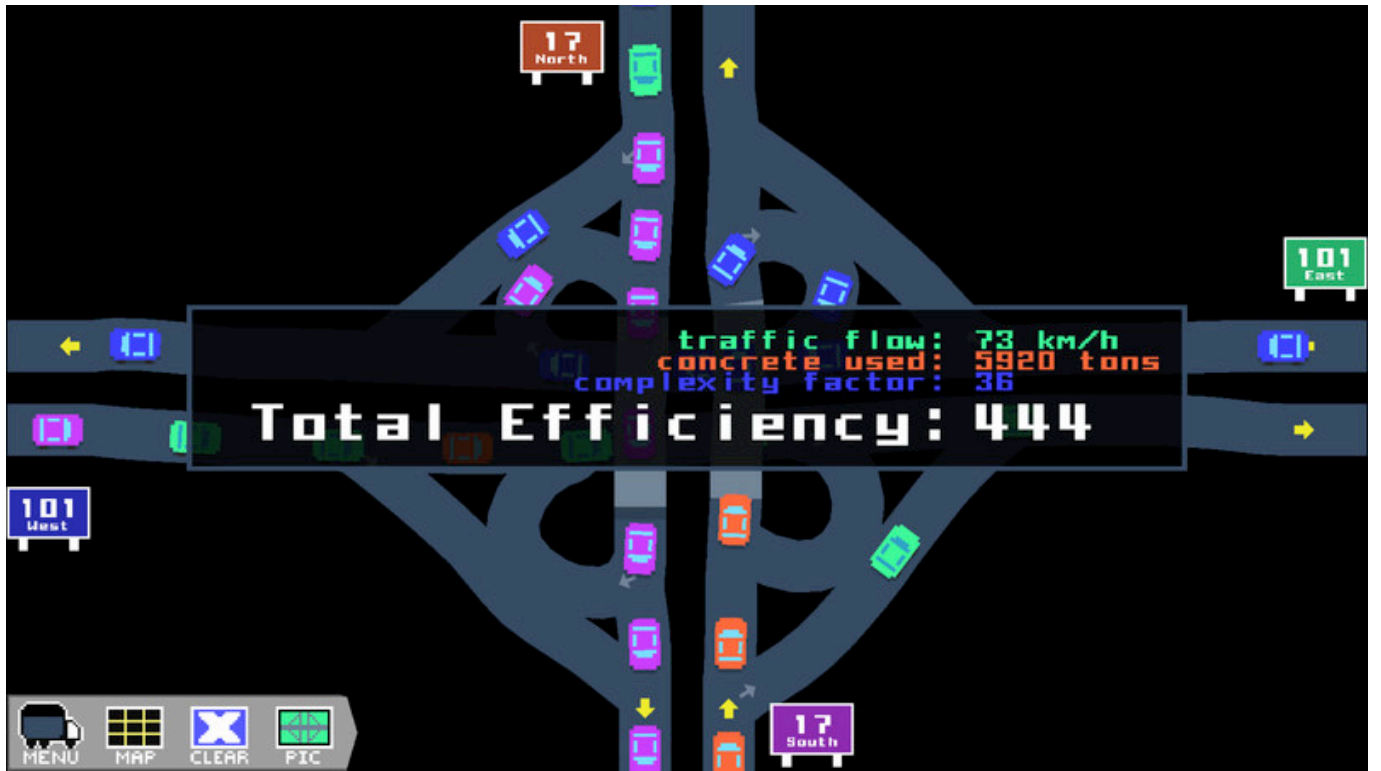 17
North
101
East
traffic flow: 73 km/h
concrete used: 5920 tons
complexity factor: 36
Total Efficiency: 444
101
West
17
South
MENU MAP CLEAR PIC